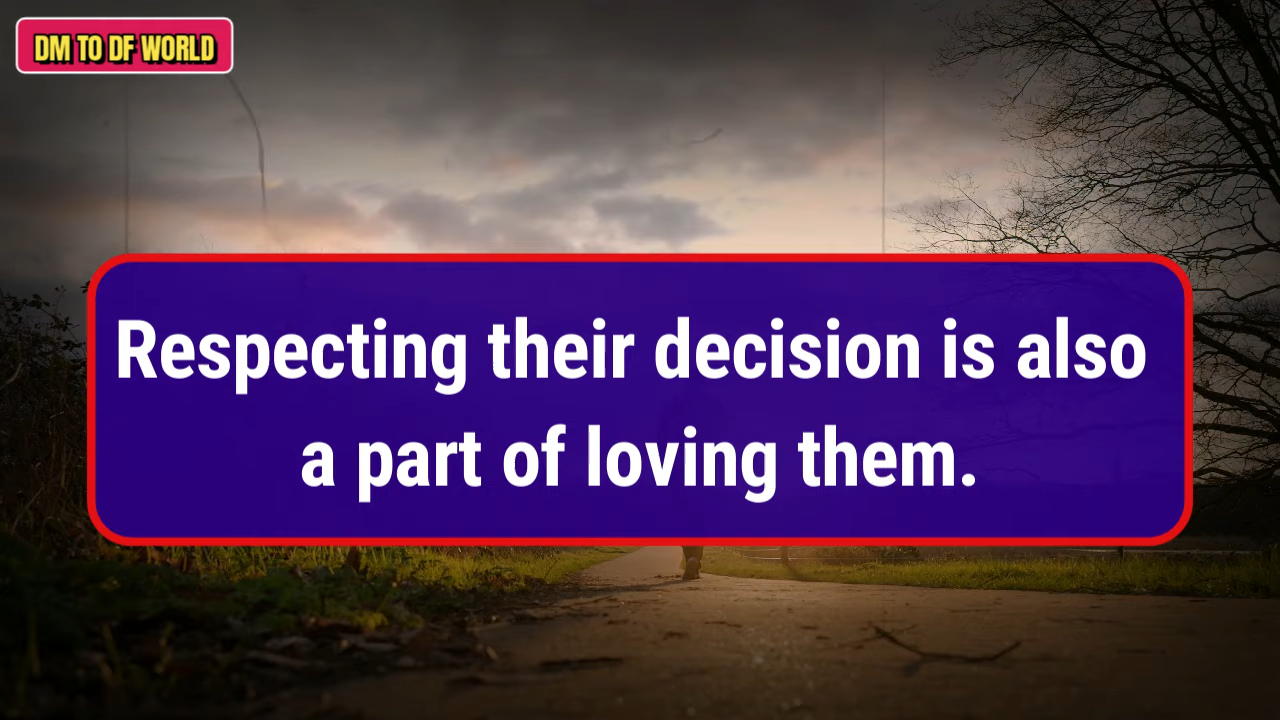 DM TO DF WORLD
Respecting their decision is also
a part of loving them.